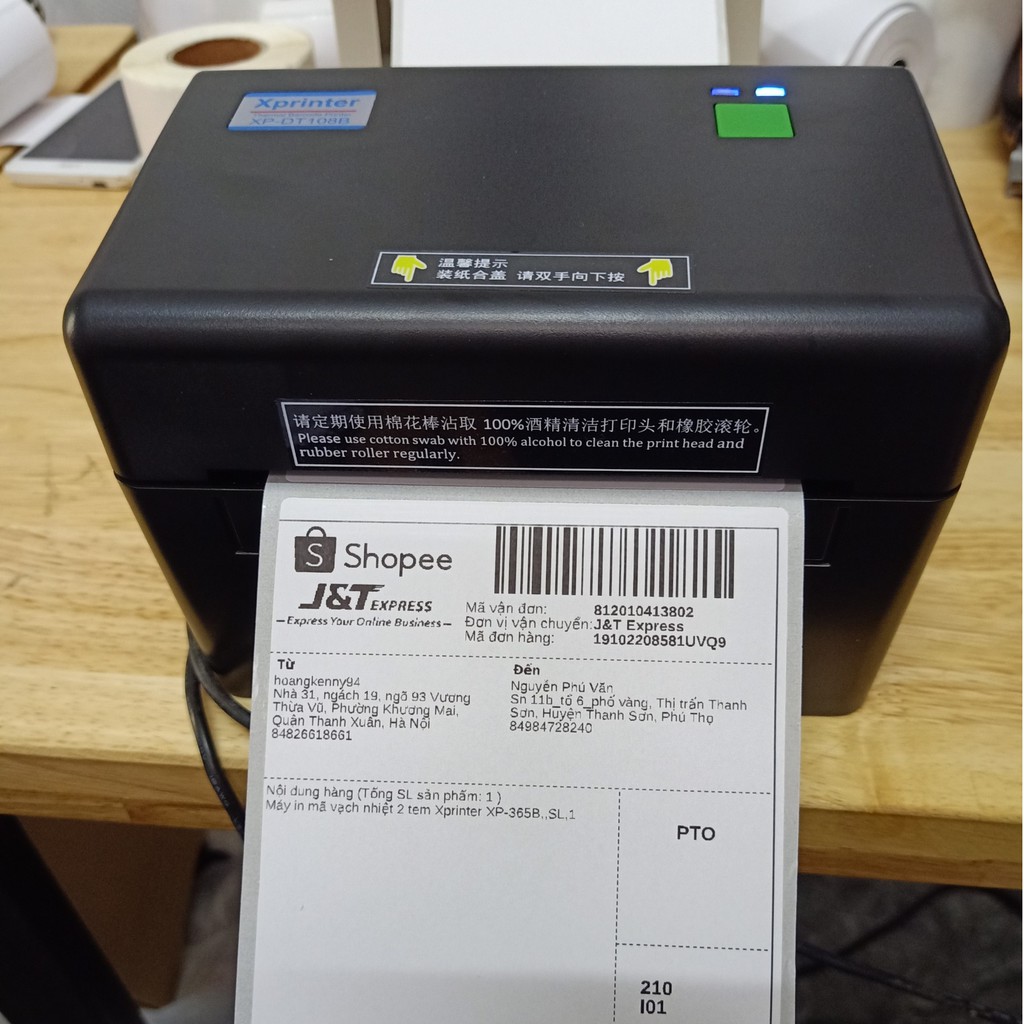 Xprinter
XP-DT108B
温馨提示
装纸合盖 请双手向下按
请定期使用棉花棒沾取 100%酒精清洁打印头和橡胶滚轮。
Please use cotton swab with 100% alcohol to clean the print head and
rubber roller regularly.
S Shopee
J&T EXPRESS
Express Your Online Business
Mã vận đơn: 812010413802
Đơn vị vận chuyển: J&T Express
Mã đơn hàng: 19102208581UVQ9
Từ
hoangkenny94
Nhà 31, ngách 19, ngõ 93 Vương
Thừa Vũ, Phường Khương Mai,
Quận Thanh Xuân, Hà Nội
84826618661
Đến
Nguyễn Phú Văn
Sn 11b_tổ 6_phố vàng, Thị trấn Thanh
Sơn, Huyện Thanh Sơn, Phú Thọ
84984728240
Nội dung hàng (Tổng SL sản phẩm: 1 )
Máy in mã vạch nhiệt 2 tem Xprinter XP-365B,,SL,1
PTO
210
I01